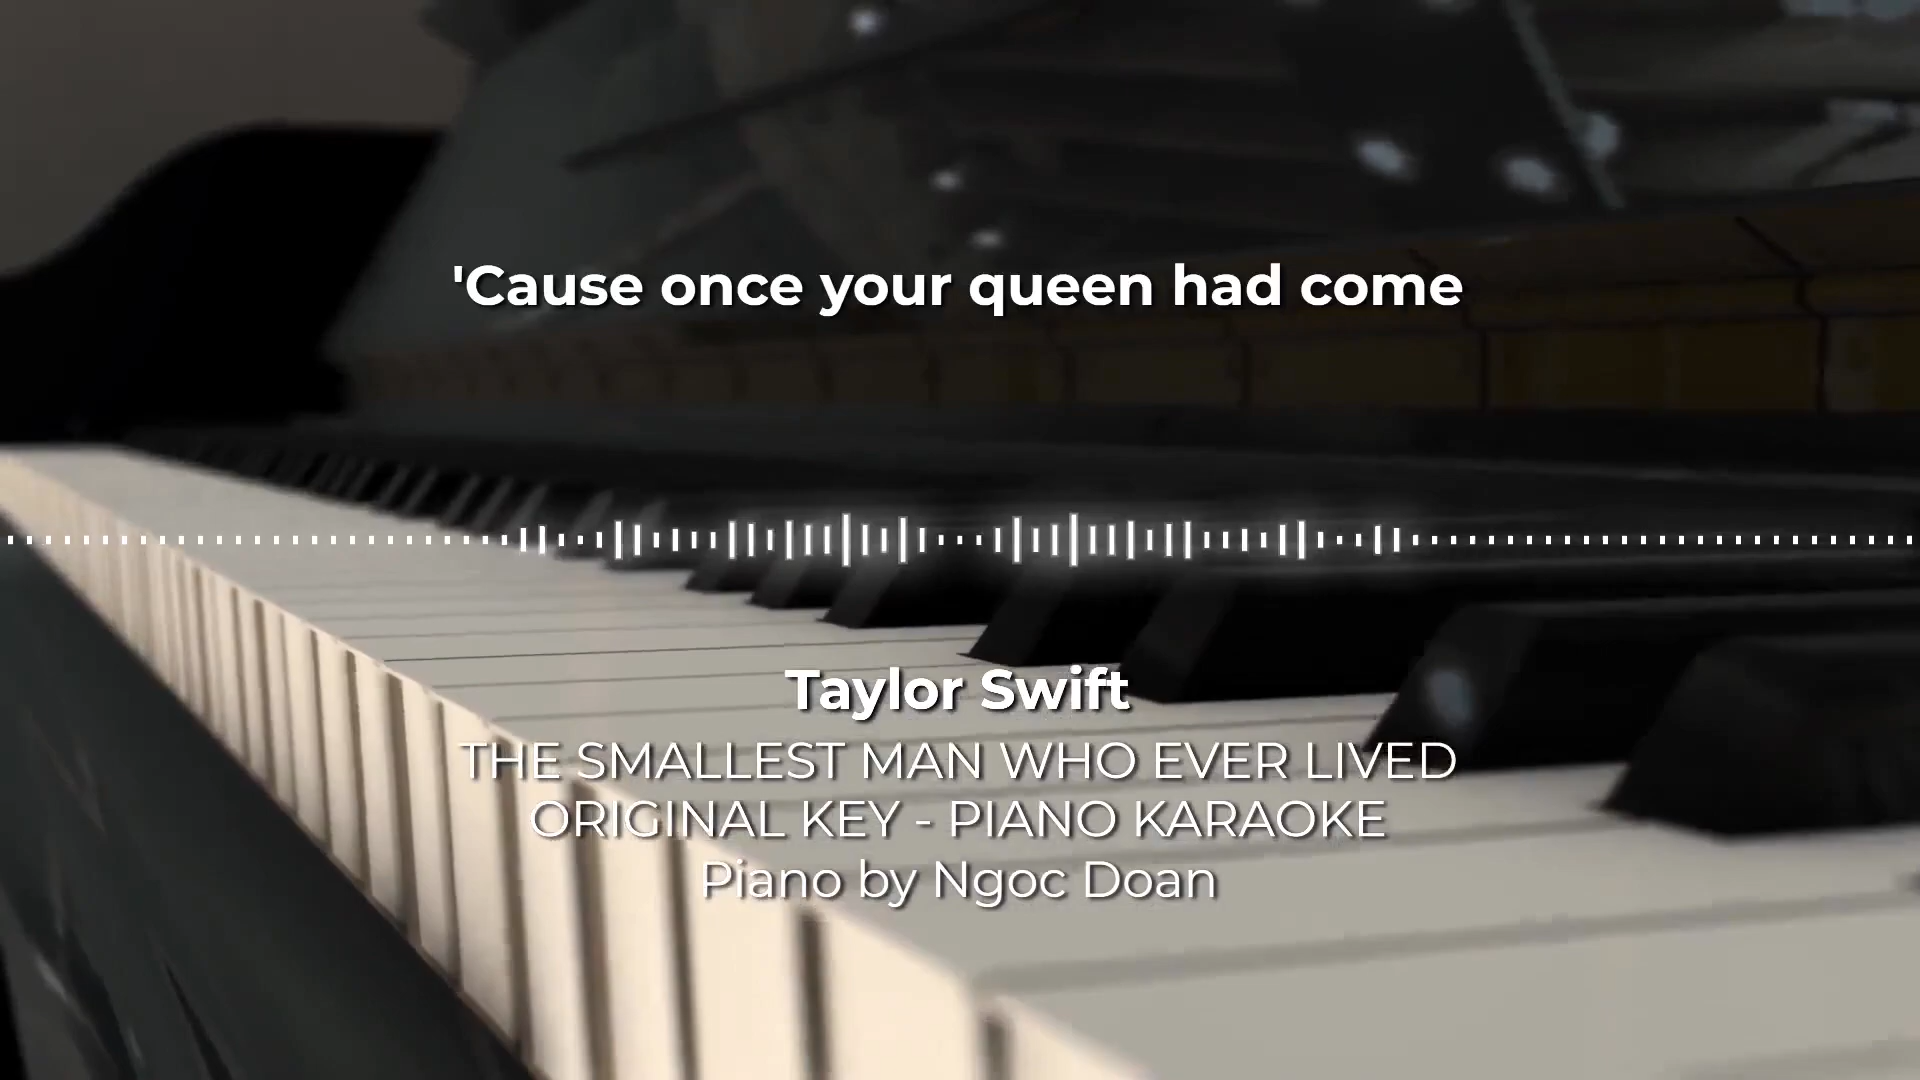 'Cause once your queen had come
Taylor Swift
THE SMALLEST MAN WHO EVER LIVED
ORIGINAL KEY - PIANO KARAOKE
Piano by Ngoc Doan